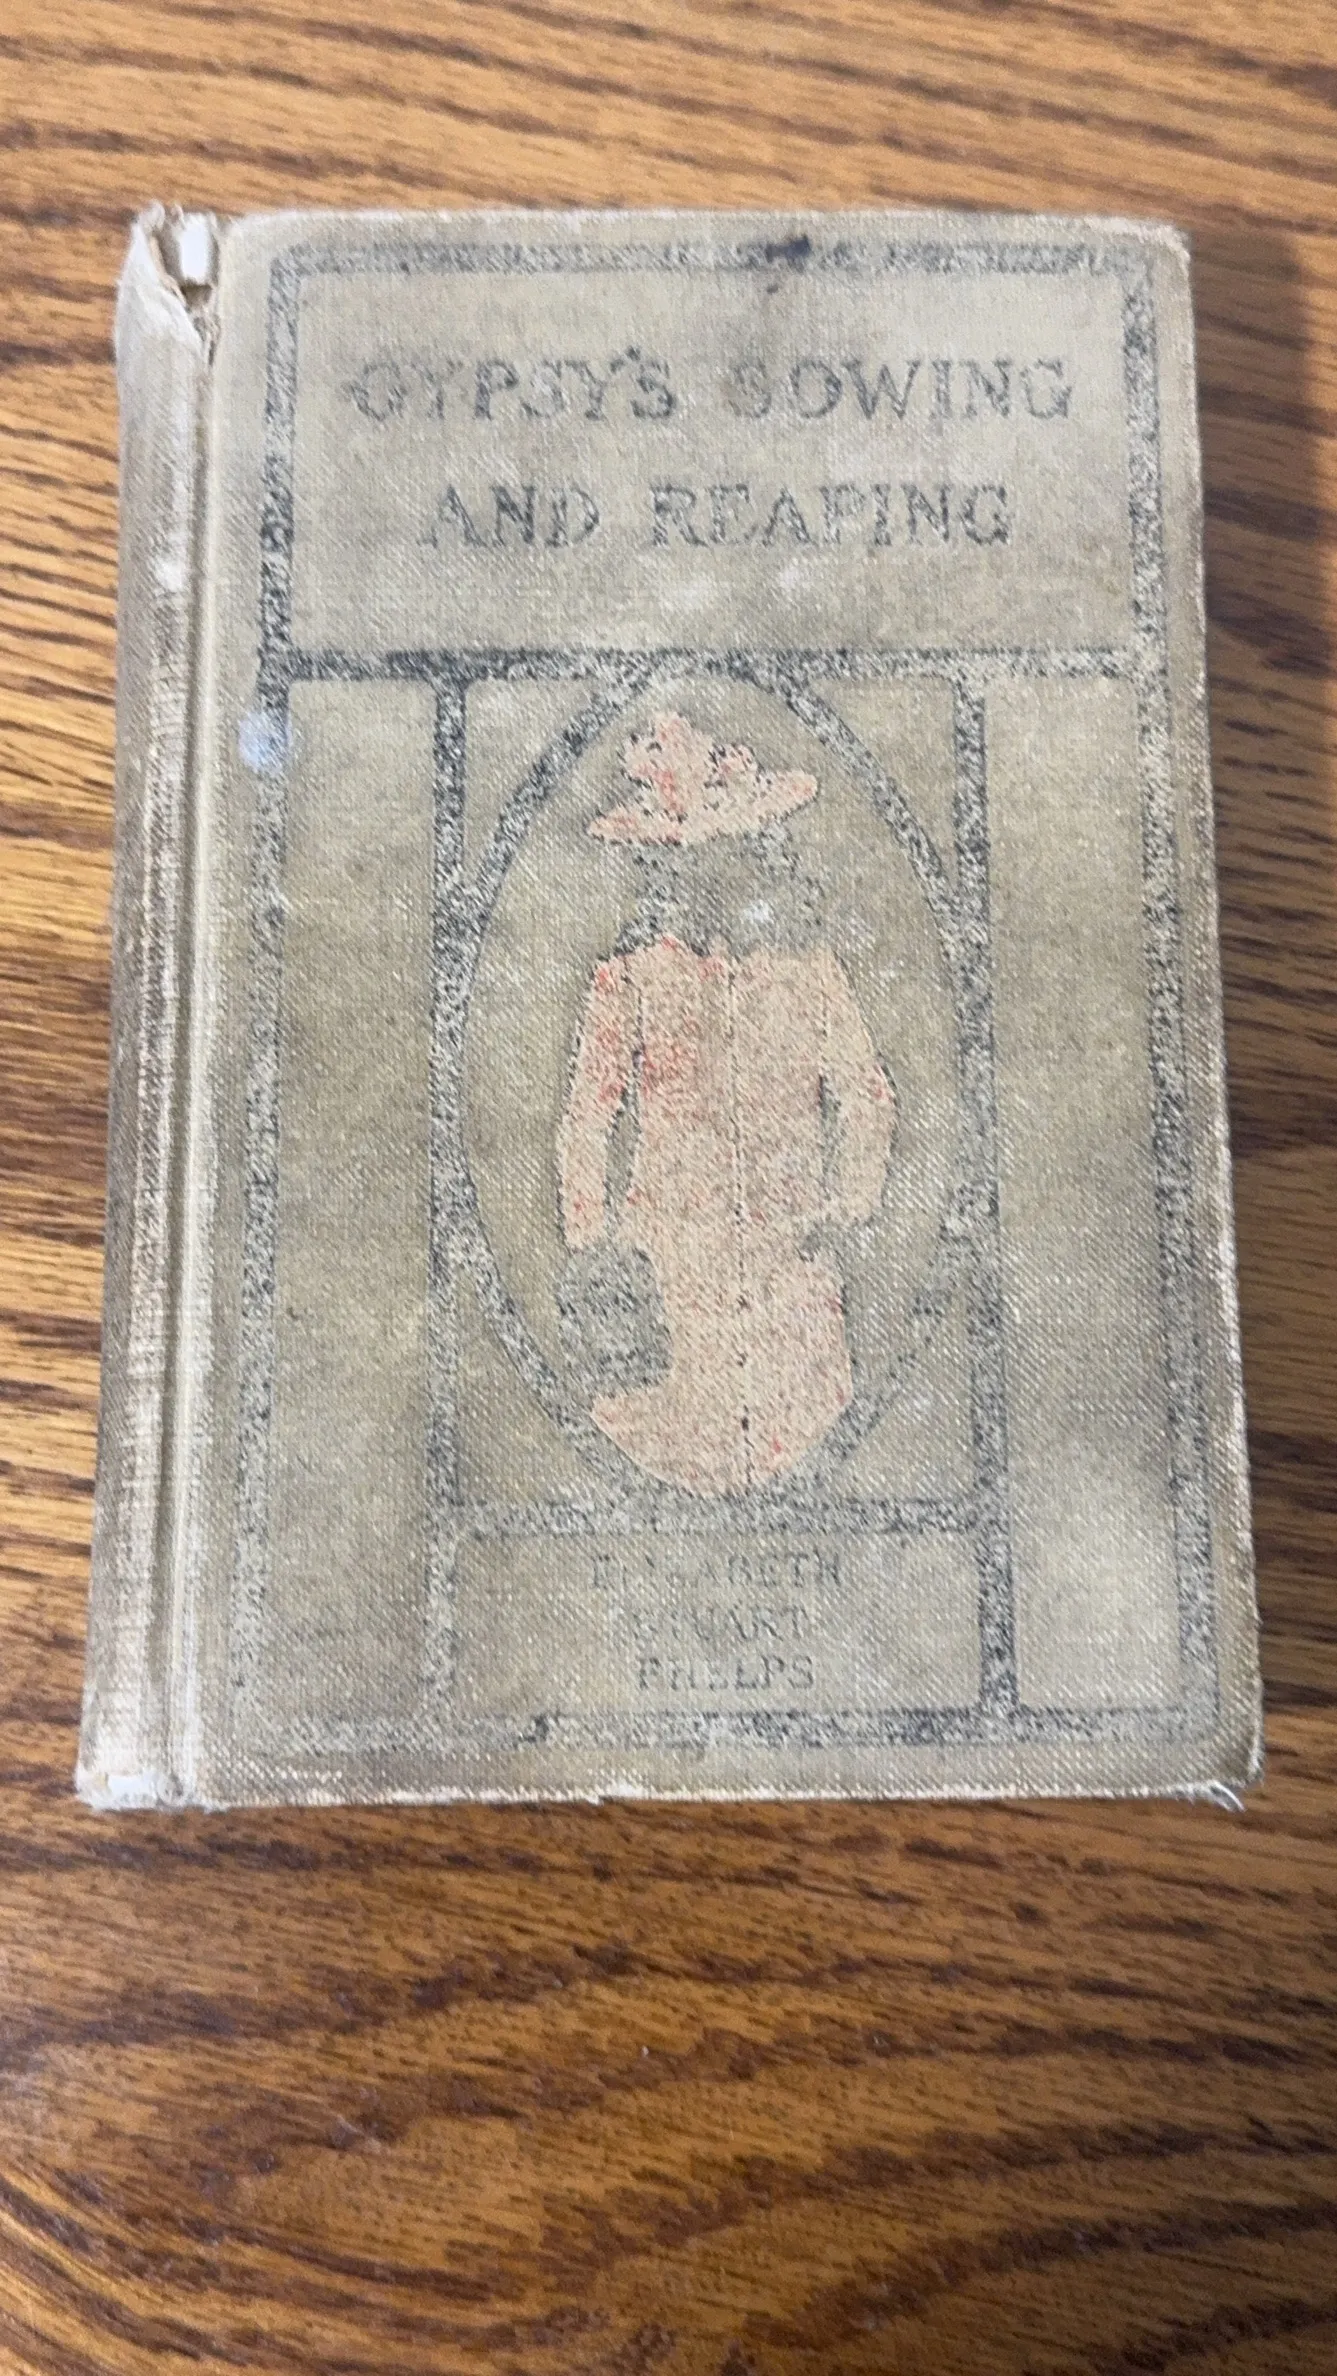 GYPSY'S SOWING
AND REAPING
ELIZABETH
STUART
PHELPS